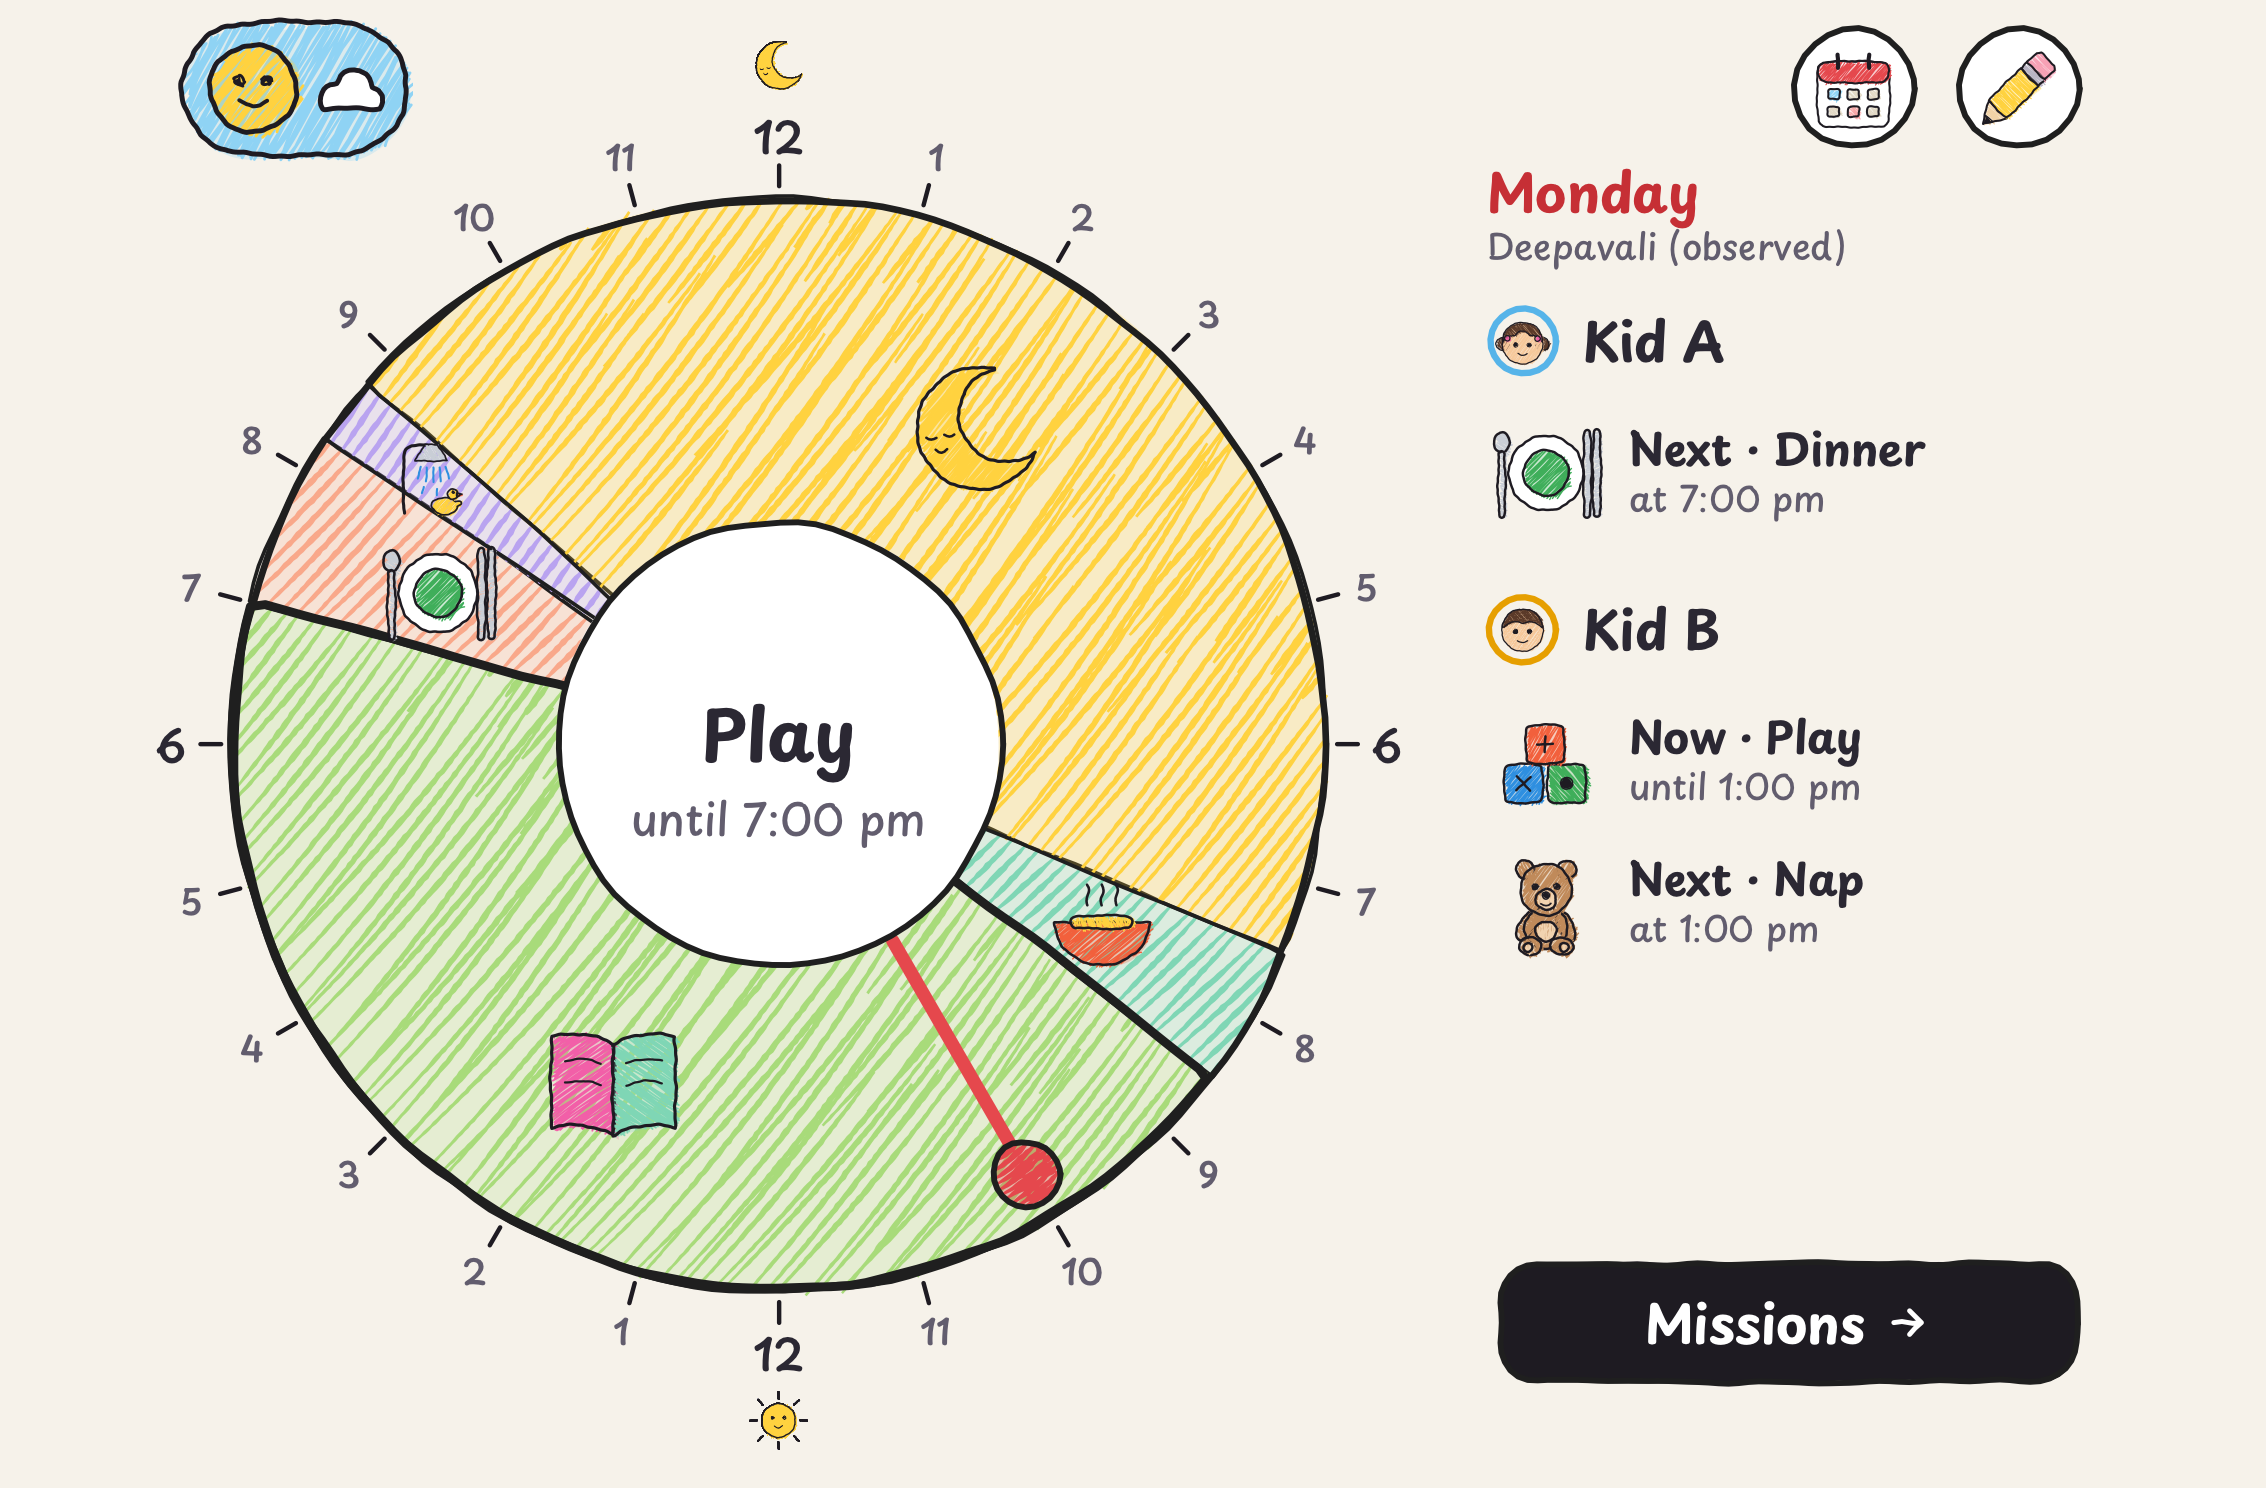 12
11
1
10
2
9
3
8
4
7
5
6
6
5
7
4
8
3
9
2
10
1
11
12
Play
until 7:00 pm
Monday
Deepavali (observed)
Kid A
Next · Dinner
at 7:00 pm
Kid B
Now · Play
until 1:00 pm
Next · Nap
at 1:00 pm
Missions →